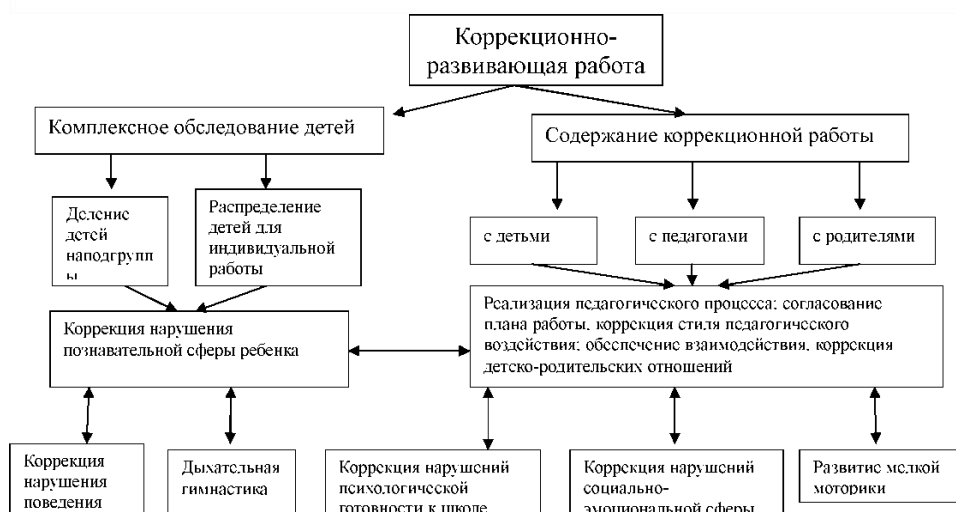 Коррекционно-
развивающая работа
Комплексное обследование детей
Содержание коррекционной работы
Деление
детей
наподгрупп
ы
Распределение
детей для
индивидуальной
работы
с детьми
с педагогами
с родителями
Коррекция нарушения
познавательной сферы ребенка
Реализация педагогического процесса; согласование
плана работы, коррекция стиля педагогического
воздействия; обеспечение взаимодействия, коррекция
детско-родительских отношений
Коррекция
нарушения
поведения
Дыхательная
гимнастика
Коррекция нарушений
психологической
готовности к школе
Коррекция нарушений
социально-
эмоциональной сферы
Развитие мелкой
моторики